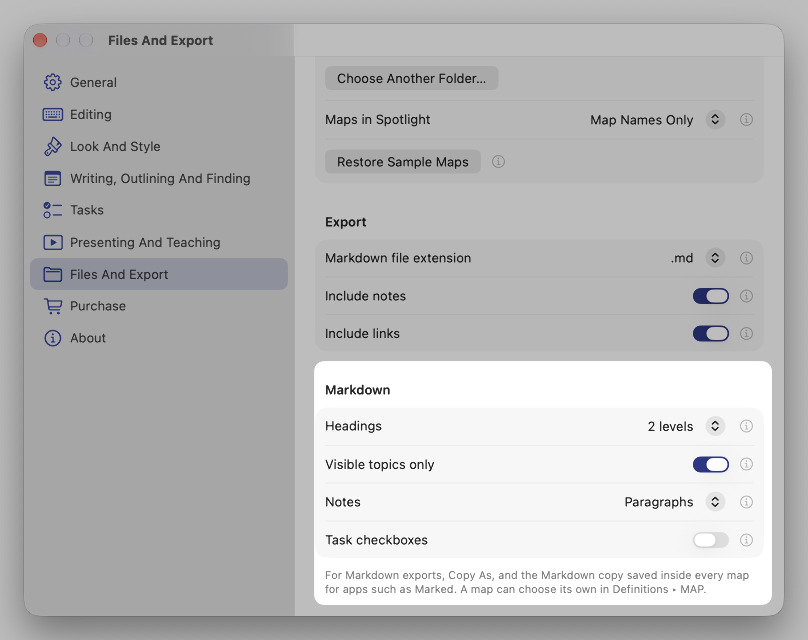 Files And Export
General
Editing
Look And Style
Writing, Outlining And Finding
Tasks
Presenting And Teaching
Files And Export
Purchase
About
Choose Another Folder...
Maps in Spotlight Map Names Only
Restore Sample Maps
Export
Markdown file extension .md
Include notes
Include links
Markdown
Headings 2 levels
Visible topics only
Notes Paragraphs
Task checkboxes
For Markdown exports, Copy As, and the Markdown copy saved inside every map
for apps such as Marked. A map can choose its own in Definitions • MAP.